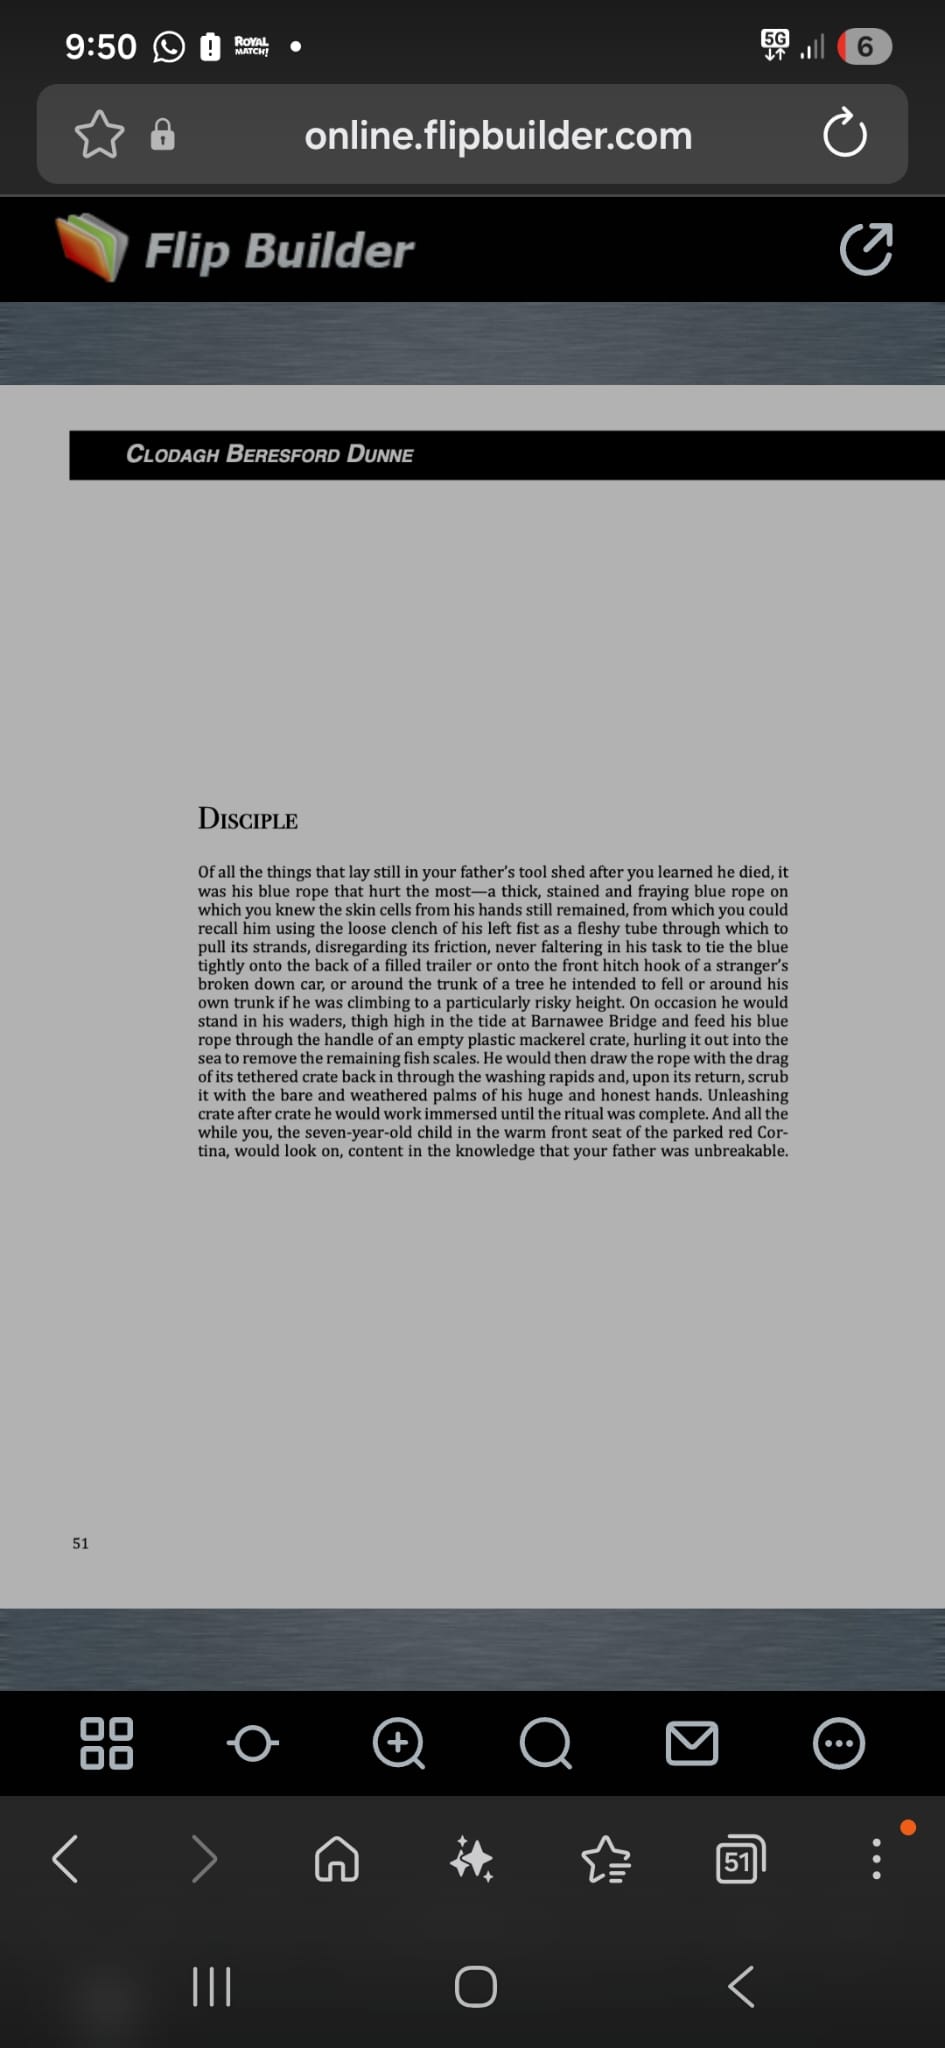 9:50
ROYAL
MATCH!
5G
6
online.flipbuilder.com
Flip Builder
CLODAGH BERESFORD DUNNE
DISCIPLE
Of all the things that lay still in your father's tool shed after you learned he died, it
was his blue rope that hurt the most—a thick, stained and fraying blue rope on
which you knew the skin cells from his hands still remained, from which you could
recall him using the loose clench of his left fist as a fleshy tube through which to
pull its strands, disregarding its friction, never faltering in his task to tie the blue
tightly onto the back of a filled trailer or onto the front hitch hook of a stranger's
broken down car, or around the trunk of a tree he intended to fell or around his
own trunk if he was climbing to a particularly risky height. On occasion he would
stand in his waders, thigh high in the tide at Barnawee Bridge and feed his blue
rope through the handle of an empty plastic mackerel crate, hurling it out into the
sea to remove the remaining fish scales. He would then draw the rope with the drag
of its tethered crate back in through the washing rapids and, upon its return, scrub
it with the bare and weathered palms of his huge and honest hands. Unleashing
crate after crate he would work immersed until the ritual was complete. And all the
while you, the seven-year-old child in the warm front seat of the parked red Cor-
tina, would look on, content in the knowledge that your father was unbreakable.
51
51